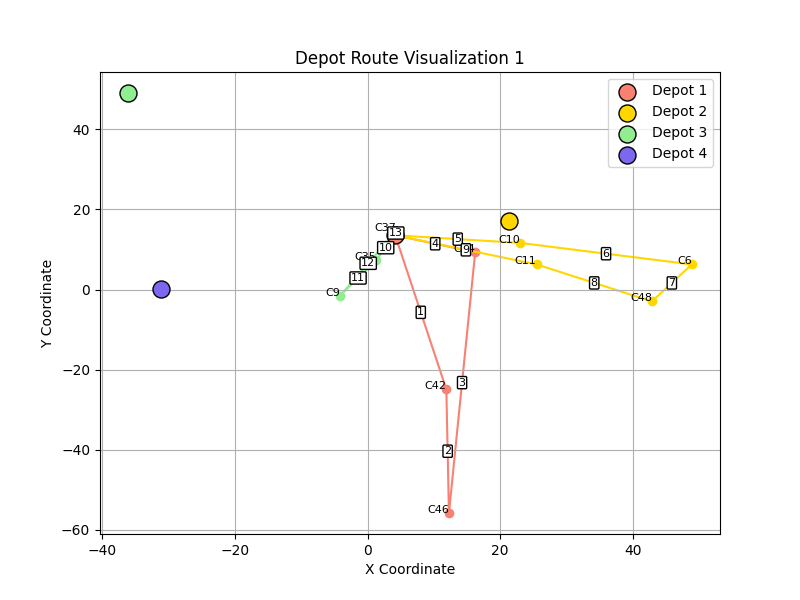 Depot Route Visualization 1
Depot 1
Depot 2
Depot 3
Depot 4
40
20
0
−20
−40
−60
Y Coordinate
C37
13
10
C35
12
11
C9
4
5
9
C10
C11
6
C6
7
8
C48
1
C42
3
2
C46
−40
−20
0
20
40
X Coordinate